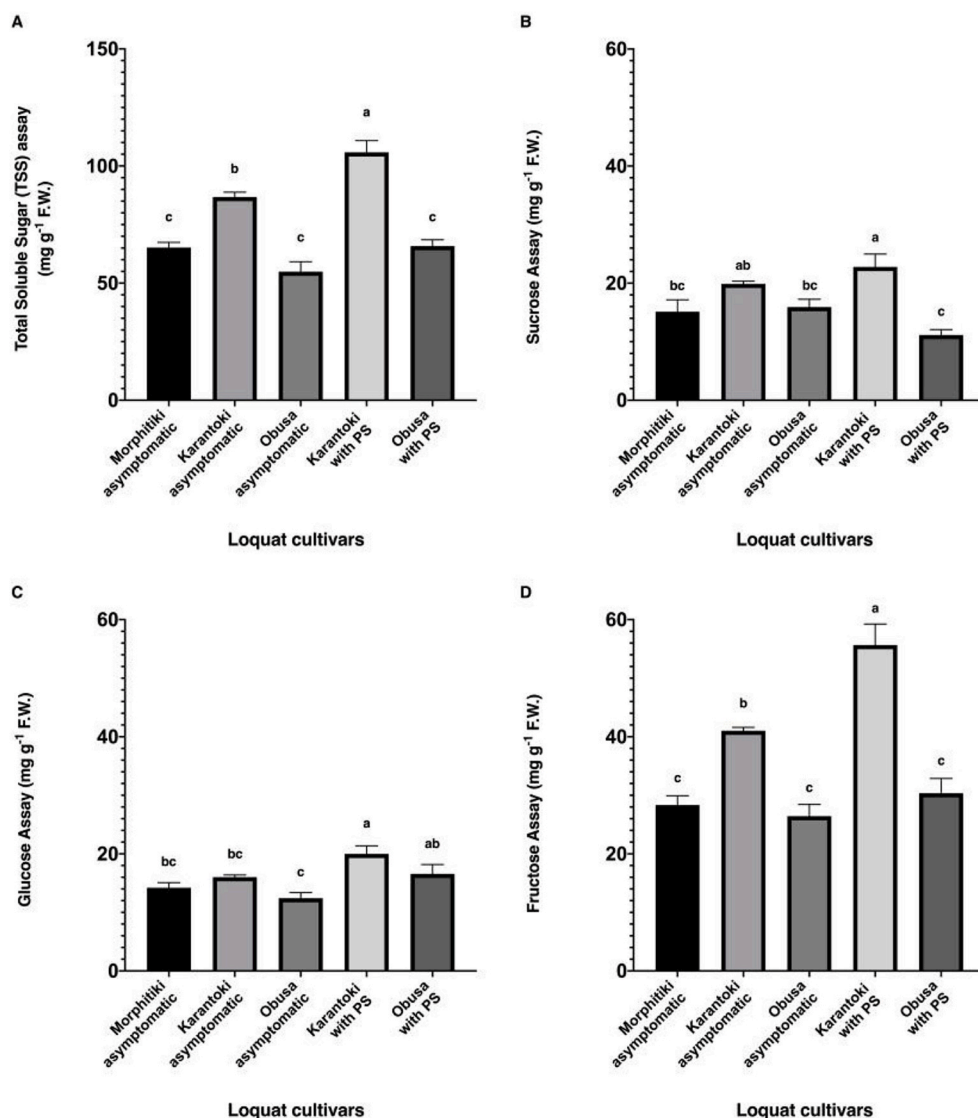 A
Total Soluble Sugar (TSS) assay
(mg g⁻¹ F.W.)
150
100
50
0
c
b
c
a
c
Morphitiki
asymptomatic
Karantoki
asymptomatic
Obusa
asymptomatic
Karantoki
with PS
Obusa
with PS
Loquat cultivars
B
Sucrose Assay (mg g⁻¹ F.W.)
60
40
20
0
bc
ab
bc
a
c
Morphitiki
asymptomatic
Karantoki
asymptomatic
Obusa
asymptomatic
Karantoki
with PS
Obusa
with PS
Loquat cultivars
C
Glucose Assay (mg g⁻¹ F.W.)
60
40
20
0
bc
bc
c
a
ab
Morphitiki
asymptomatic
Karantoki
asymptomatic
Obusa
asymptomatic
Karantoki
with PS
Obusa
with PS
Loquat cultivars
D
Fructose Assay (mg g⁻¹ F.W.)
60
40
20
0
c
b
c
a
c
Morphitiki
asymptomatic
Karantoki
asymptomatic
Obusa
asymptomatic
Karantoki
with PS
Obusa
with PS
Loquat cultivars